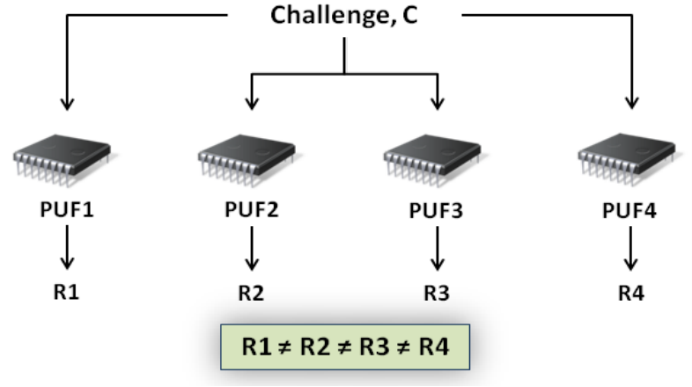 Challenge, C
PUF1 PUF2 PUF3 PUF4
R1 R2 R3 R4
R1 ≠ R2 ≠ R3 ≠ R4